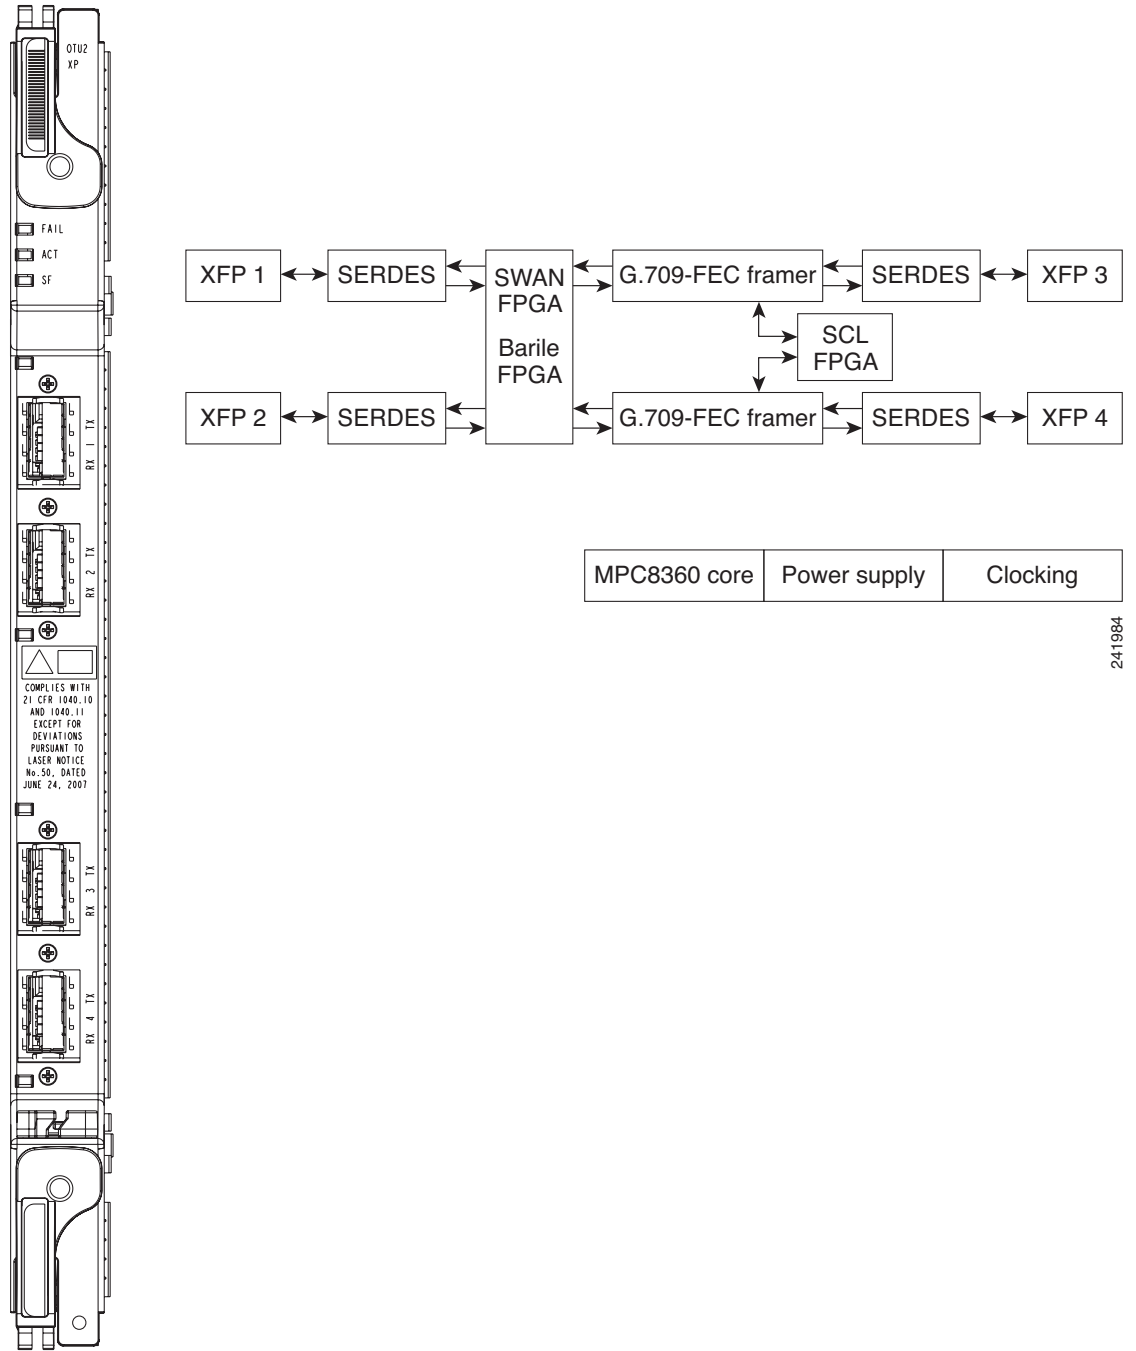 OTU2
XP
FAIL
ACT
SF
RX 1 TX
RX 2 TX
COMPLIES WITH
21 CFR 1040.10
AND 1040.11
EXCEPT FOR
DEVIATIONS
PURSUANT TO
LASER NOTICE
No.50, DATED
JUNE 24, 2007
RX 3 TX
RX 4 TX
XFP 1
SERDES
SWAN
FPGA
Barile
FPGA
G.709-FEC framer
SERDES
XFP 3
SCL
FPGA
XFP 2
SERDES
G.709-FEC framer
SERDES
XFP 4
MPC8360 core
Power supply
Clocking
241984